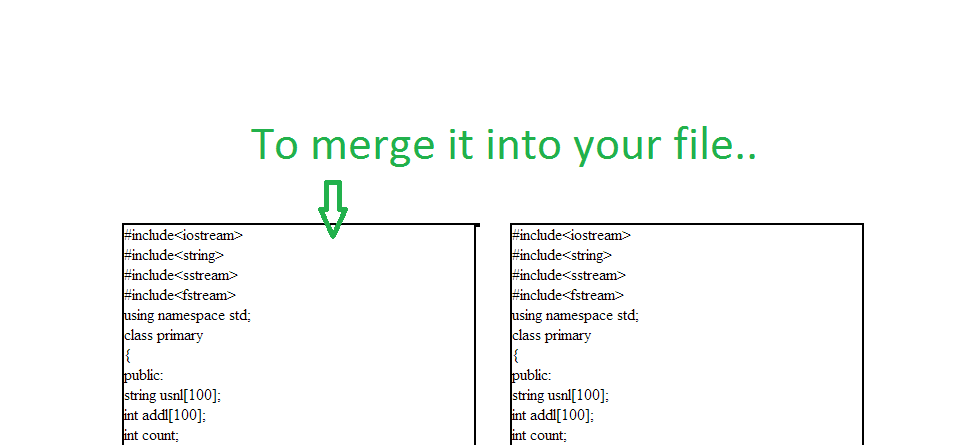 To merge it into your file..
#include<iostream>
#include<string>
#include<sstream>
#include<fstream>
using namespace std;
class primary
{
public:
string usnl[100];
int addl[100];
int count;
#include<iostream>
#include<string>
#include<sstream>
#include<fstream>
using namespace std;
class primary
{
public:
string usnl[100];
int addl[100];
int count;